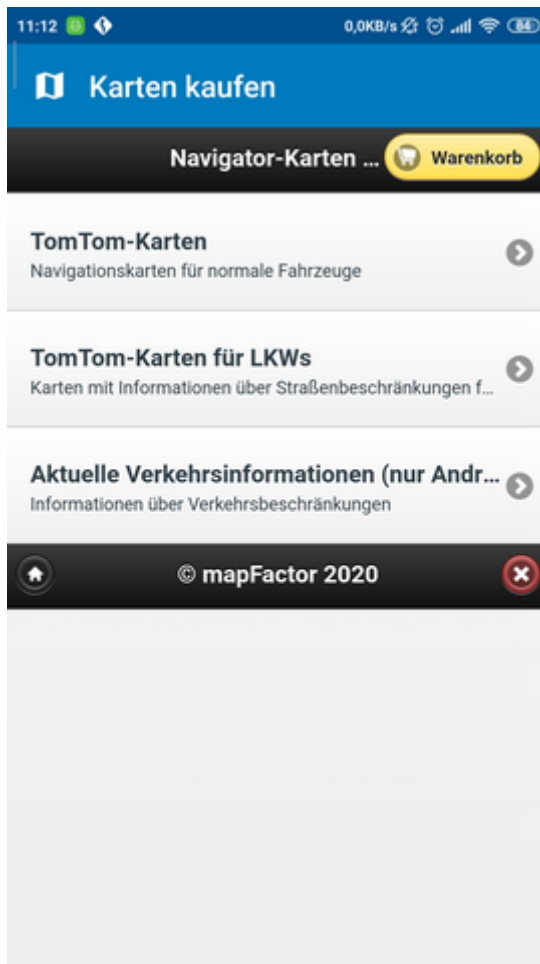 11:12 0,0KB/s 84
Karten kaufen
Navigator-Karten ... Warenkorb
TomTom-Karten
Navigationskarten für normale Fahrzeuge
TomTom-Karten für LKWs
Karten mit Informationen über Straßenbeschränkungen f...
Aktuelle Verkehrsinformationen (nur Andr...
Informationen über Verkehrsbeschränkungen
© mapFactor 2020